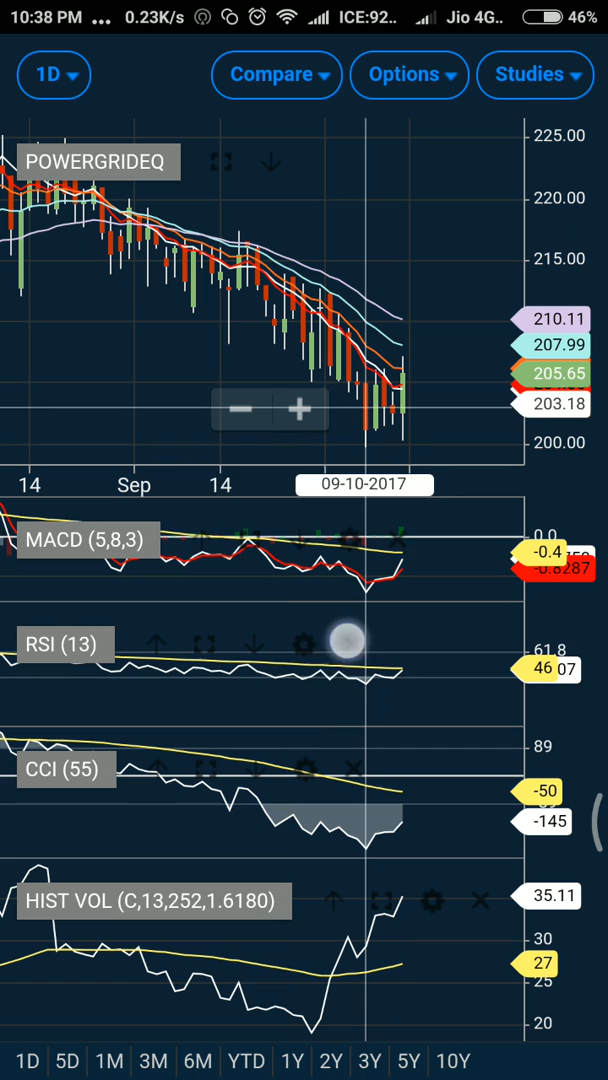 10:38 PM ... 0.23K/s ICE:92.. Jio 4G.. 46%
1D Compare Options Studies
225.00
POWERGRIDEQ
220.00
215.00
210.11
207.99
205.65
203.18
200.00
14 Sep 14 09-10-2017
MACD (5,8,3)
0.0
-0.4
-0.8287
RSI (13)
61.8
46 07
89
CCI (55)
-50
-145
HIST VOL (C,13,252,1.6180)
35.11
30
27
25
20
1D 5D 1M 3M 6M YTD 1Y 2Y 3Y 5Y 10Y